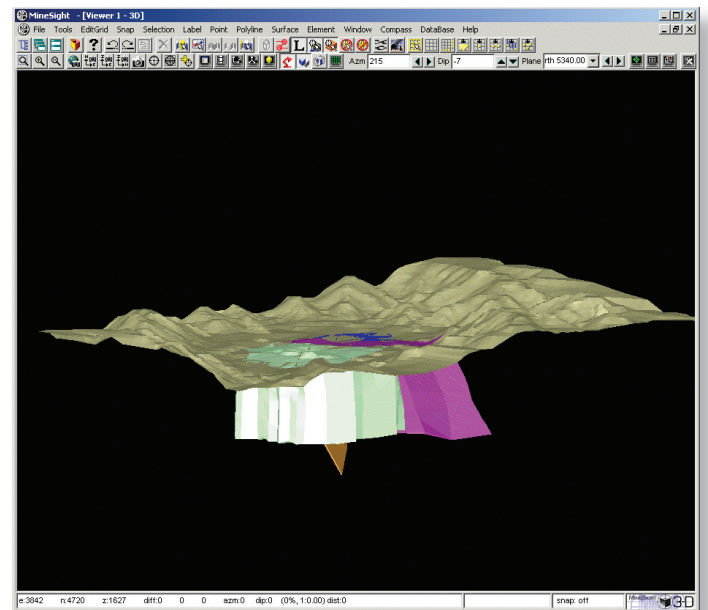 MineSight - [Viewer 1 - 3D]
File Tools EditGrid Snap Selection Label Point Polyline Surface Element Window Compass DataBase Help
Azm 215 Dip -7 Plane rth 5340.00
e:3842 n:4720 z:1627 diff:0 0 0 azm:0 dip:0 (0%, 1:0.00) dist:0 snap: off MineSight 3-D